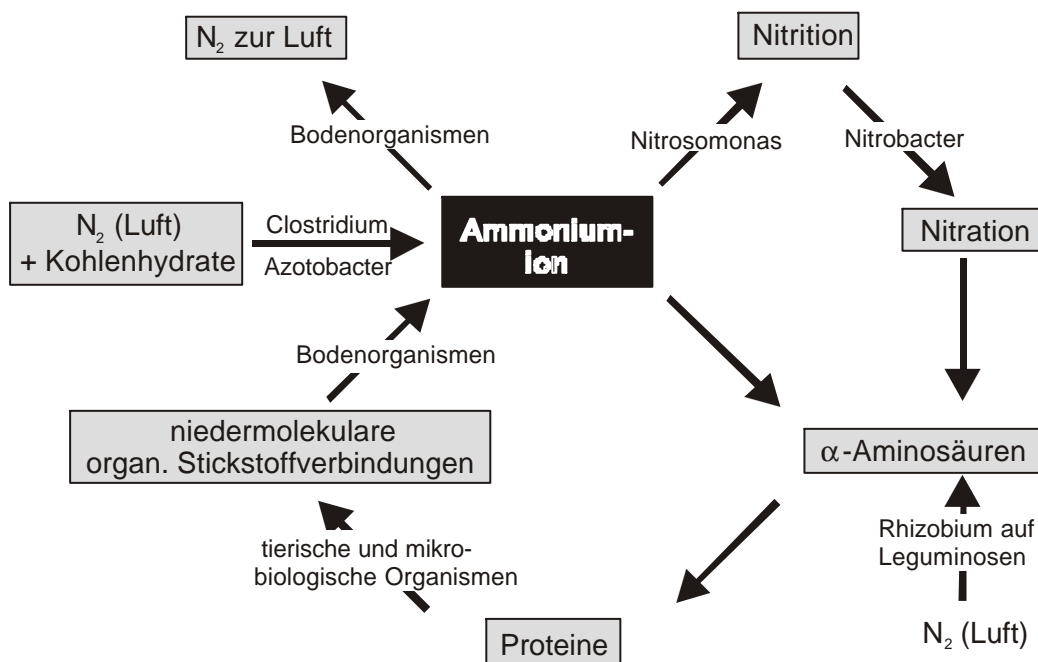 N₂ zur Luft
Nitrition
Bodenorganismen
Nitrosomonas
Nitrobacter
N₂ (Luft)
+ Kohlenhydrate
Clostridium
Azotobacter
Ammonium-
ion
Nitration
Bodenorganismen
niedermolekulare
organ. Stickstoffverbindungen
α-Aminosäuren
tierische und mikro-
biologische Organismen
Rhizobium auf
Leguminosen
Proteine
N₂ (Luft)